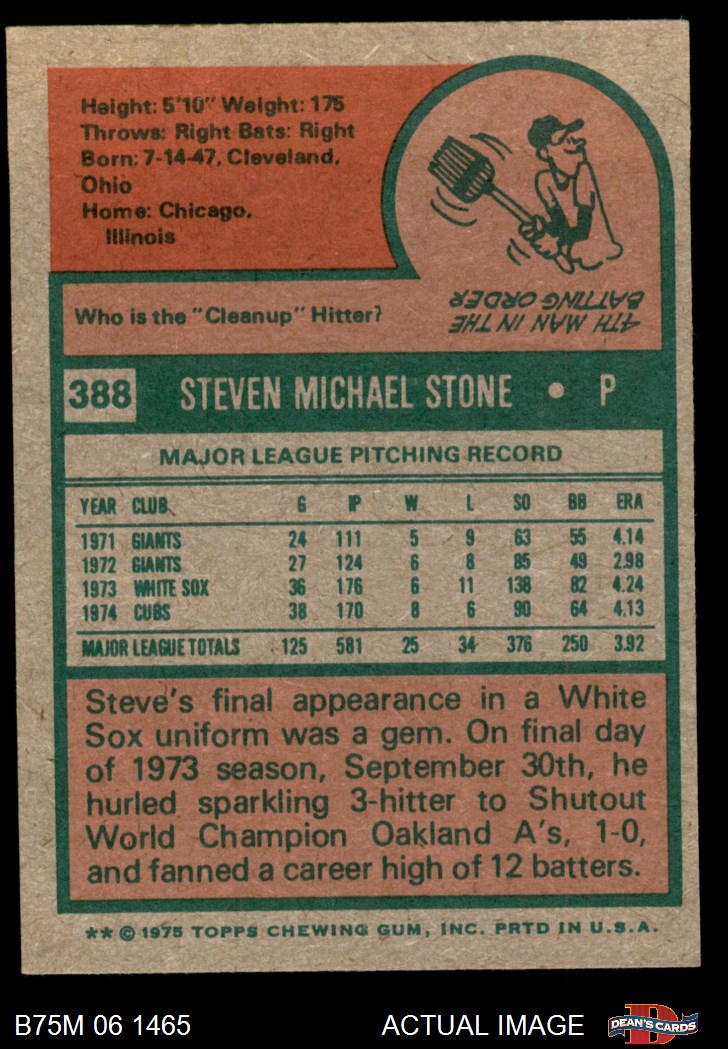 Height: 5'10" Weight: 175
Throws: Right Bats: Right
Born: 7-14-47, Cleveland,
Ohio
Home: Chicago,
Illinois
Who is the "Cleanup" Hitter?
4TH MAN IN THE
BATTING ORDER
388 STEVEN MICHAEL STONE • P
MAJOR LEAGUE PITCHING RECORD
YEAR CLUB G IP W L SO BB ERA
1971 GIANTS 24 111 5 9 63 55 4.14
1972 GIANTS 27 124 6 8 85 49 2.98
1973 WHITE SOX 36 176 6 11 138 82 4.24
1974 CUBS 38 170 8 6 90 64 4.13
MAJOR LEAGUE TOTALS 125 581 25 34 376 250 3.92
Steve's final appearance in a White
Sox uniform was a gem. On final day
of 1973 season, September 30th, he
hurled sparkling 3-hitter to Shutout
World Champion Oakland A's, 1-0,
and fanned a career high of 12 batters.
** © 1975 TOPPS CHEWING GUM, INC. PRTD IN U.S.A.
B75M 06 1465 ACTUAL IMAGE DEAN'S CARDS